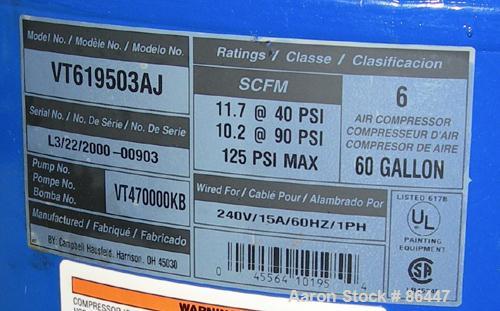 Model No. / Modèle No. / Modelo No.
VT619503AJ
Serial No. / No. De Série / No. De Serie
L3/22/2000-00903
Pump No.
Pompe No.
Bomba No.
VT470000KB
Manufactured / Fabriqué / Fabricado
BY: Campbell Hausfeld, Harrison, OH 45030
Ratings / Classe / Clasificacion
SCFM
11.7 @ 40 PSI
10.2 @ 90 PSI
125 PSI MAX
6
AIR COMPRESSOR
COMPRESSEUR D'AIR
COMPRESOR DE AIRE
60 GALLON
Wired For / Cablé Pour / Alambrado Por
240V/15A/60HZ/1PH
0 45564 10195 4
LISTED 617B
UL
PAINTING
EQUIPMENT
SA
WARNING
COMPRESSOR
Aaron Stock # 86447